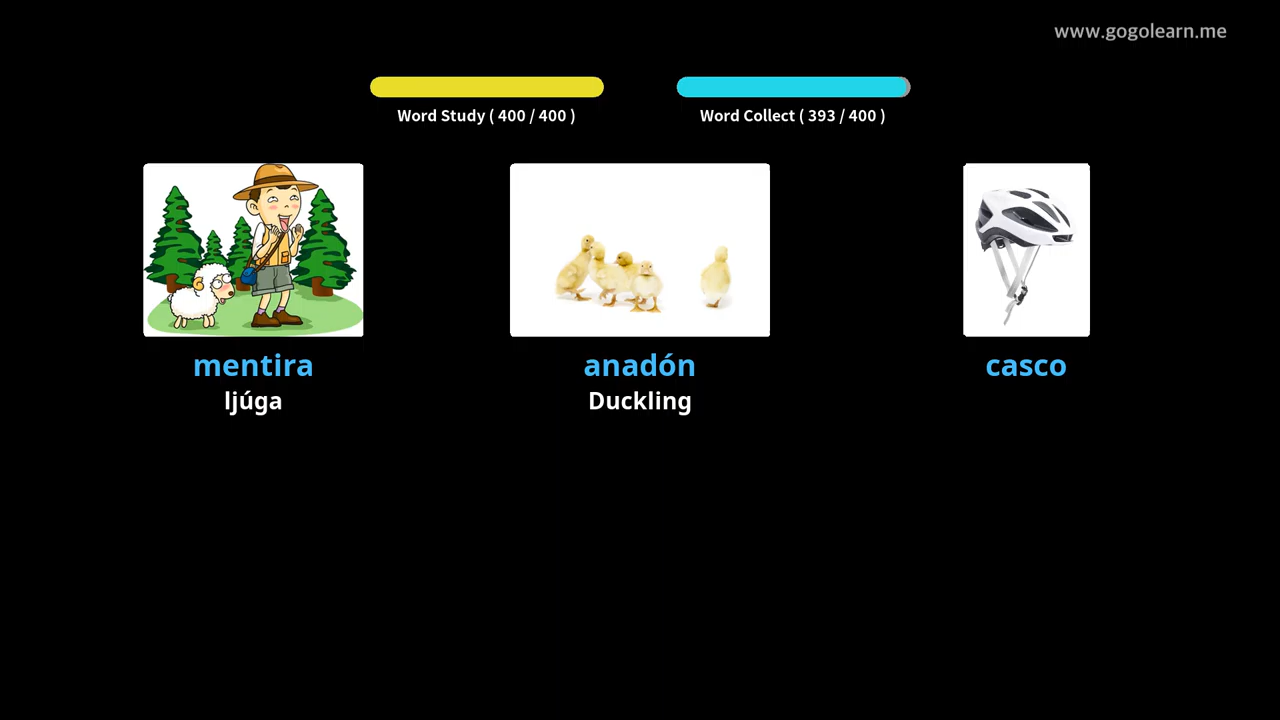 www.gogolearn.me
Word Study ( 400 / 400 )
Word Collect ( 393 / 400 )
mentira
ljúga
anadón
Duckling
casco